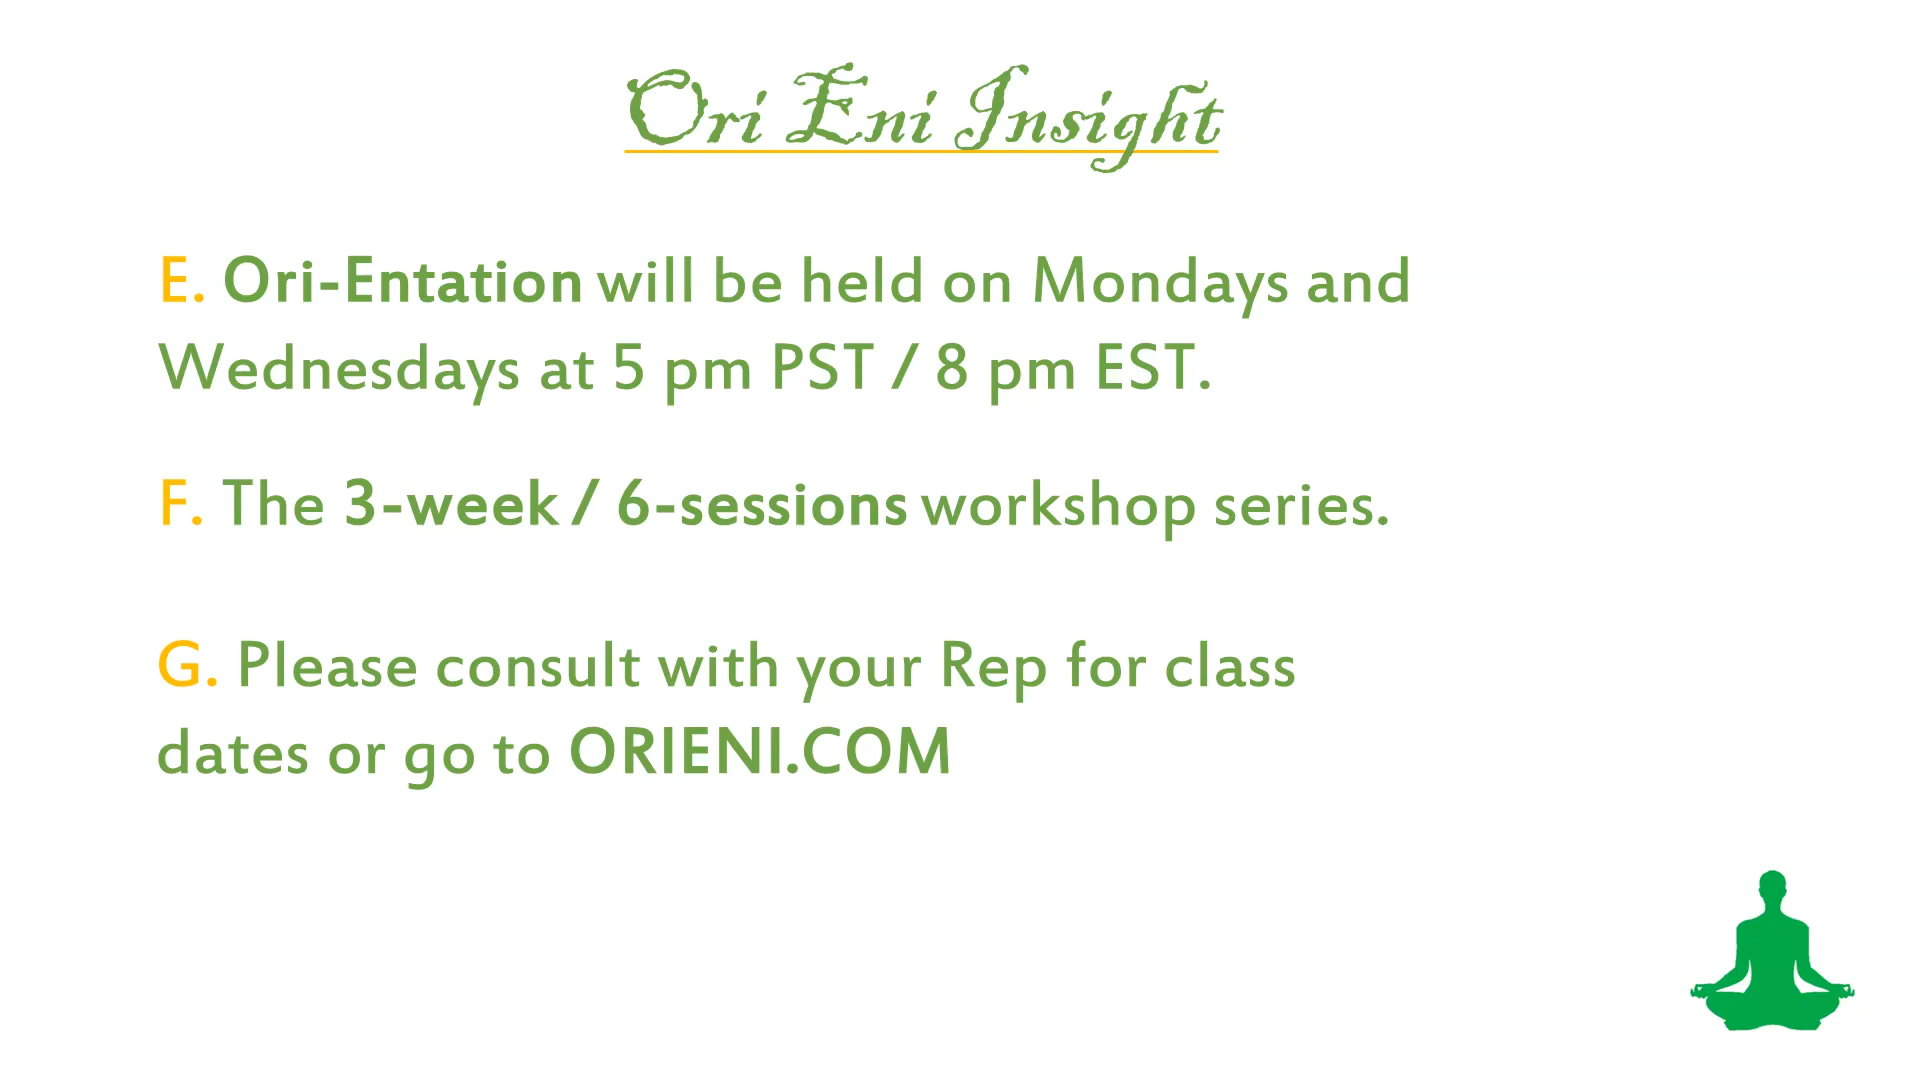 Ori Eni Insight
E. Ori-Entation will be held on Mondays and
Wednesdays at 5 pm PST / 8 pm EST.
F. The 3-week / 6-sessions workshop series.
G. Please consult with your Rep for class
dates or go to ORIENI.COM